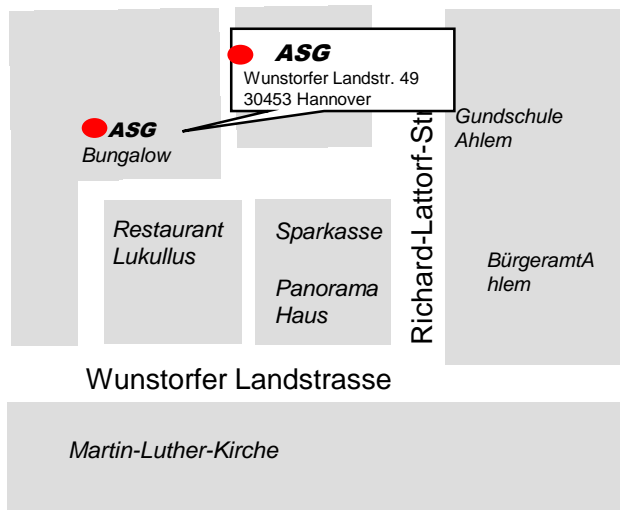 ASG
Wunstorfer Landstr. 49
30453 Hannover
ASG
Bungalow
Gundschule
Ahlem
Restaurant
Lukullus
Sparkasse
Panorama
Haus
Richard-Lattorf-Str
BürgeramtA
hlem
Wunstorfer Landstrasse
Martin-Luther-Kirche